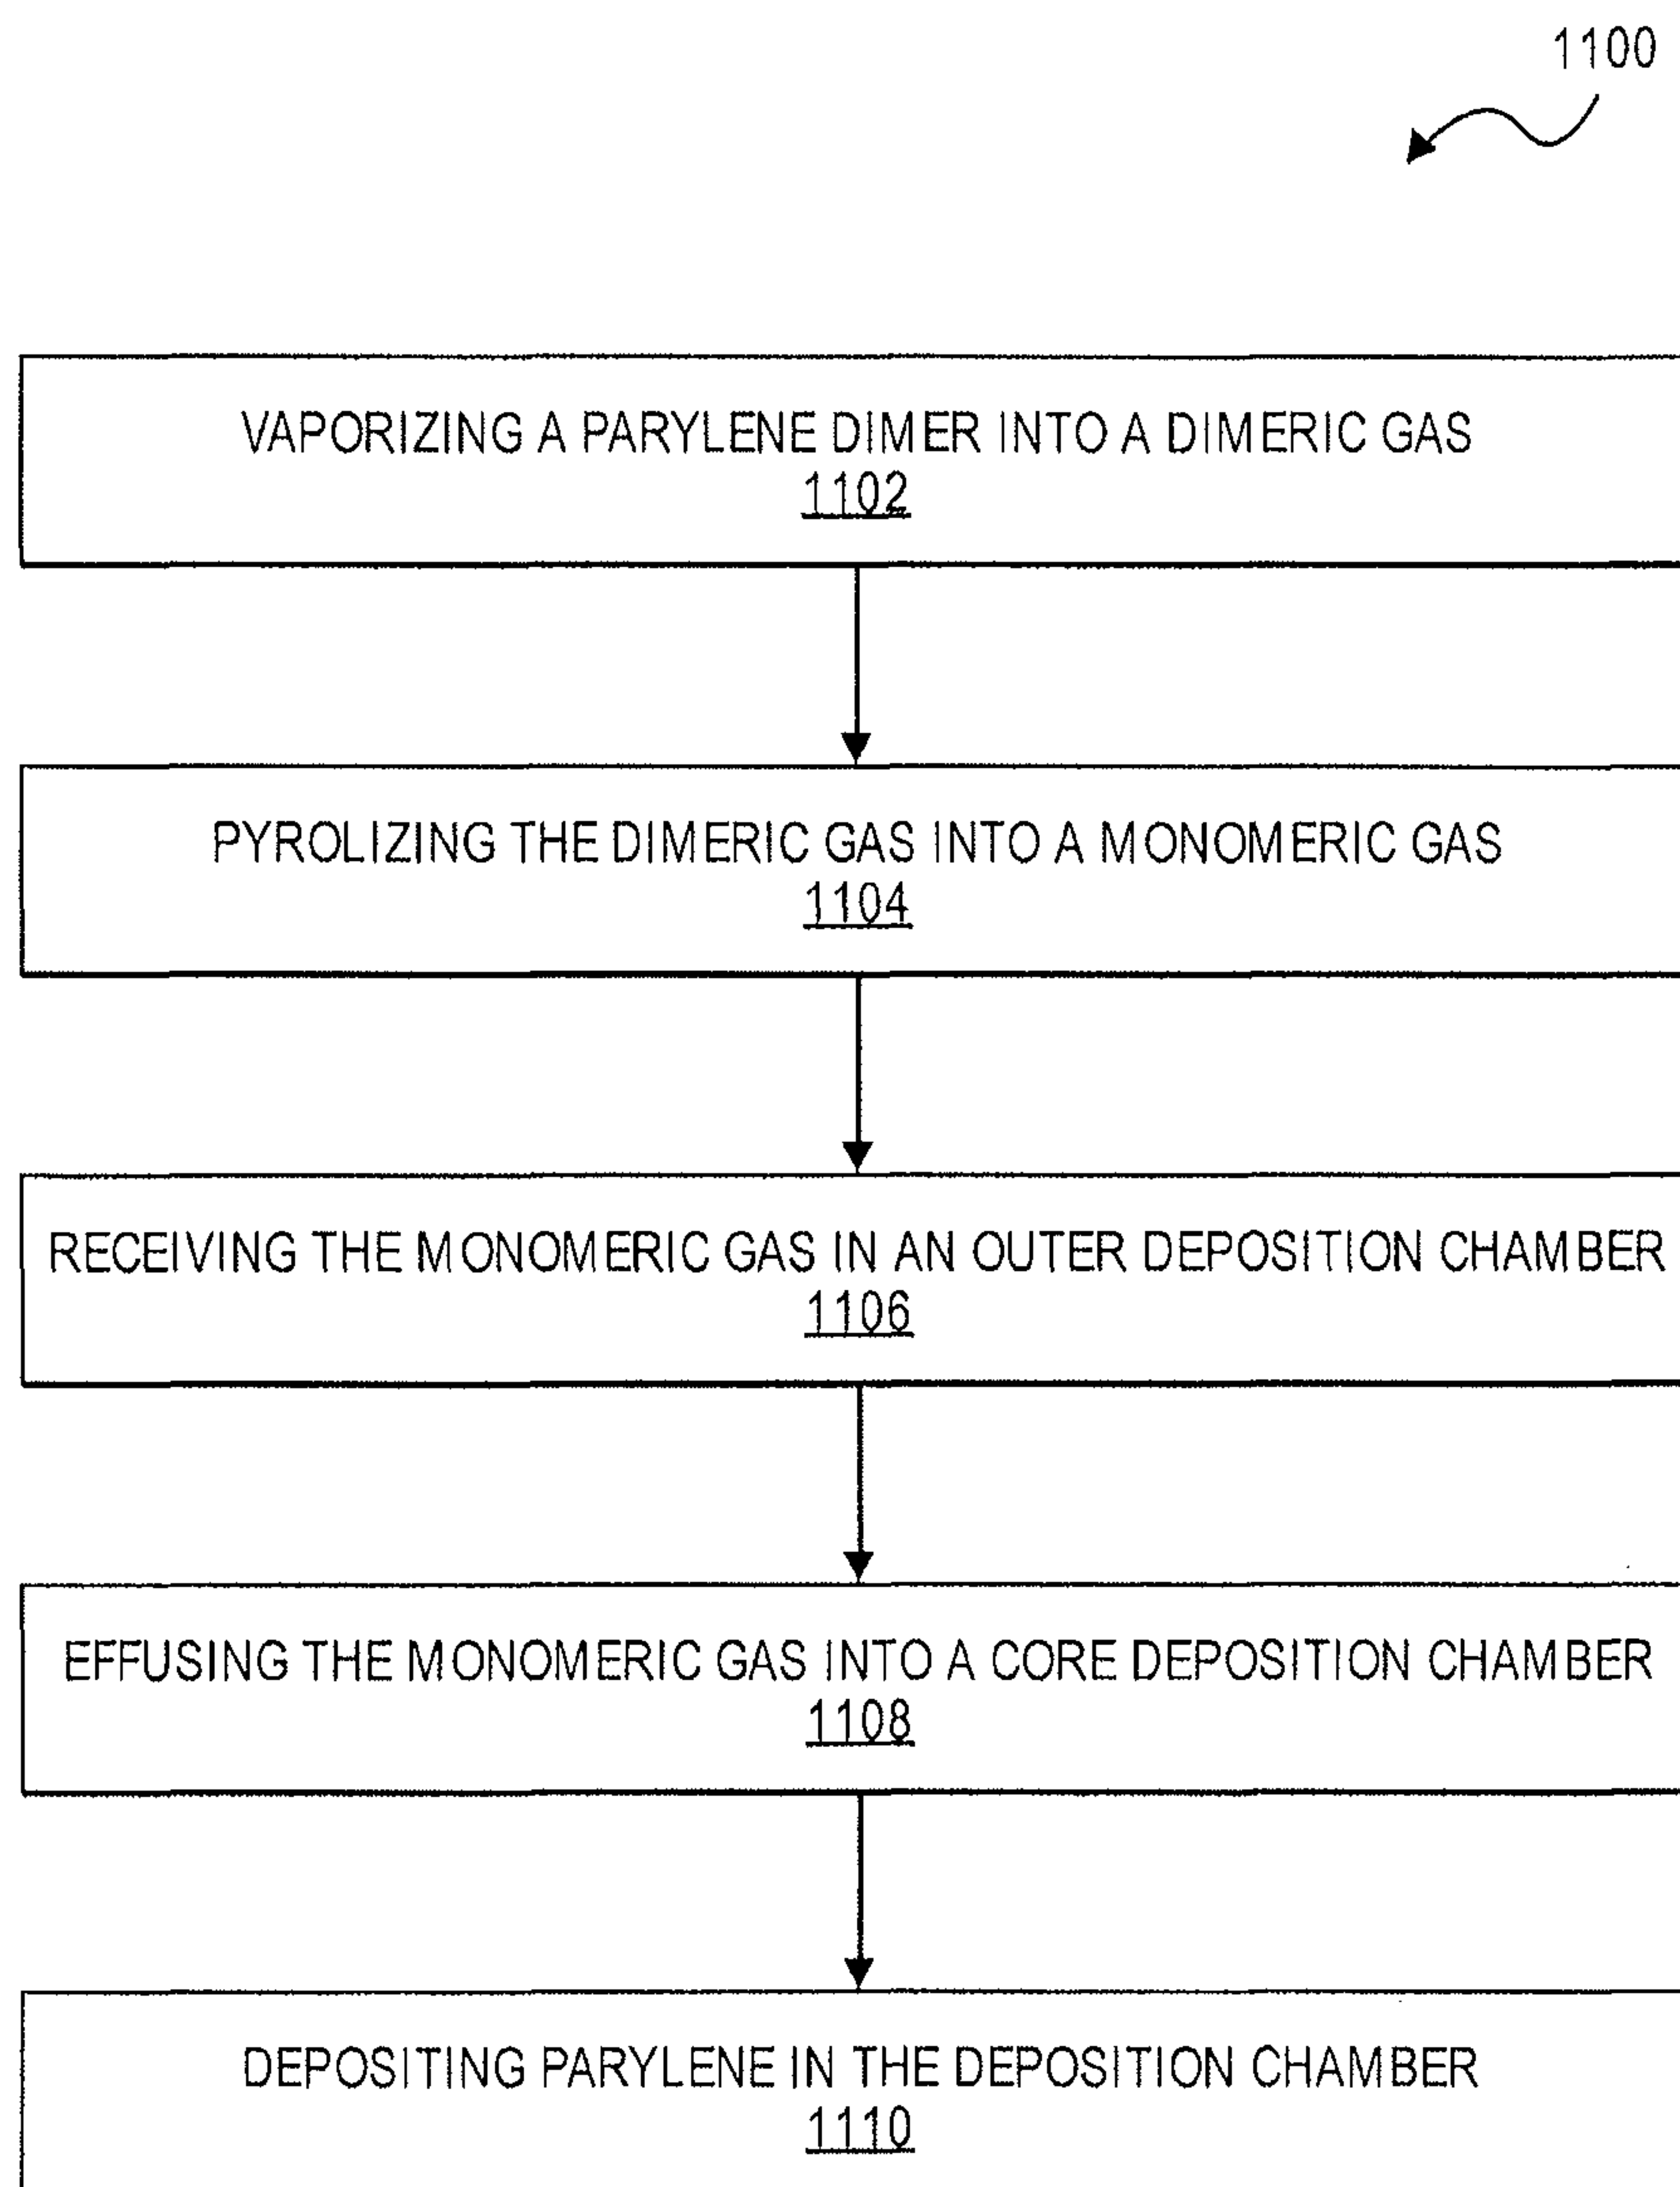 1100
VAPORIZING A PARYLENE DIMER INTO A DIMERIC GAS
1102
PYROLIZING THE DIMERIC GAS INTO A MONOMERIC GAS
1104
RECEIVING THE MONOMERIC GAS IN AN OUTER DEPOSITION CHAMBER
1106
EFFUSING THE MONOMERIC GAS INTO A CORE DEPOSITION CHAMBER
1108
DEPOSITING PARYLENE IN THE DEPOSITION CHAMBER
1110